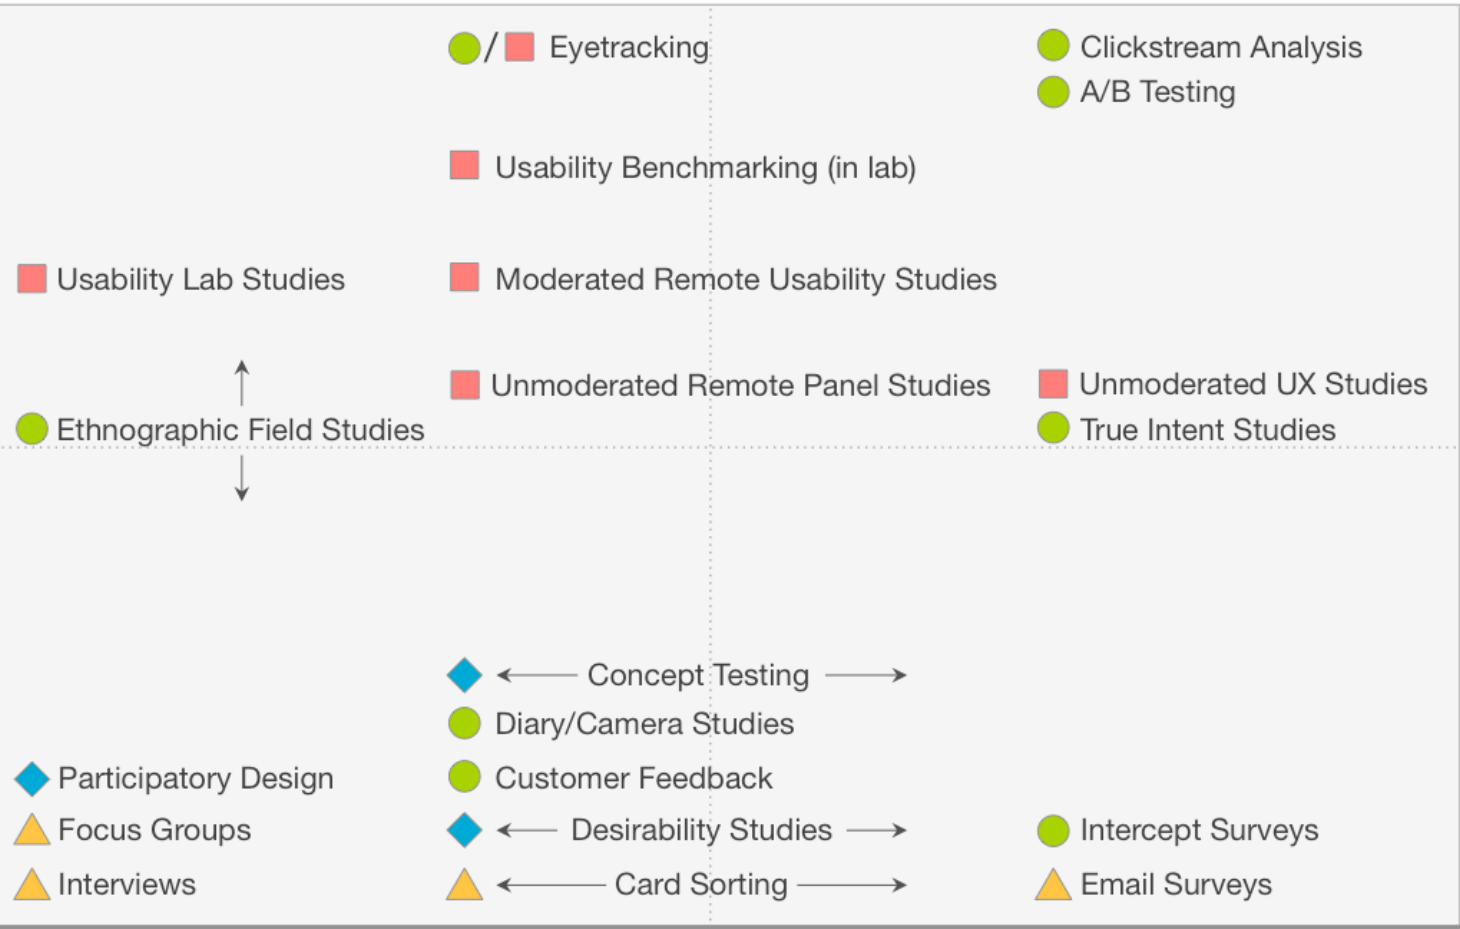 / Eyetracking
Clickstream Analysis
A/B Testing
Usability Benchmarking (in lab)
Usability Lab Studies
Moderated Remote Usability Studies
Unmoderated Remote Panel Studies
Unmoderated UX Studies
Ethnographic Field Studies
True Intent Studies
Concept Testing
Diary/Camera Studies
Participatory Design
Customer Feedback
Focus Groups
Desirability Studies
Intercept Surveys
Interviews
Card Sorting
Email Surveys